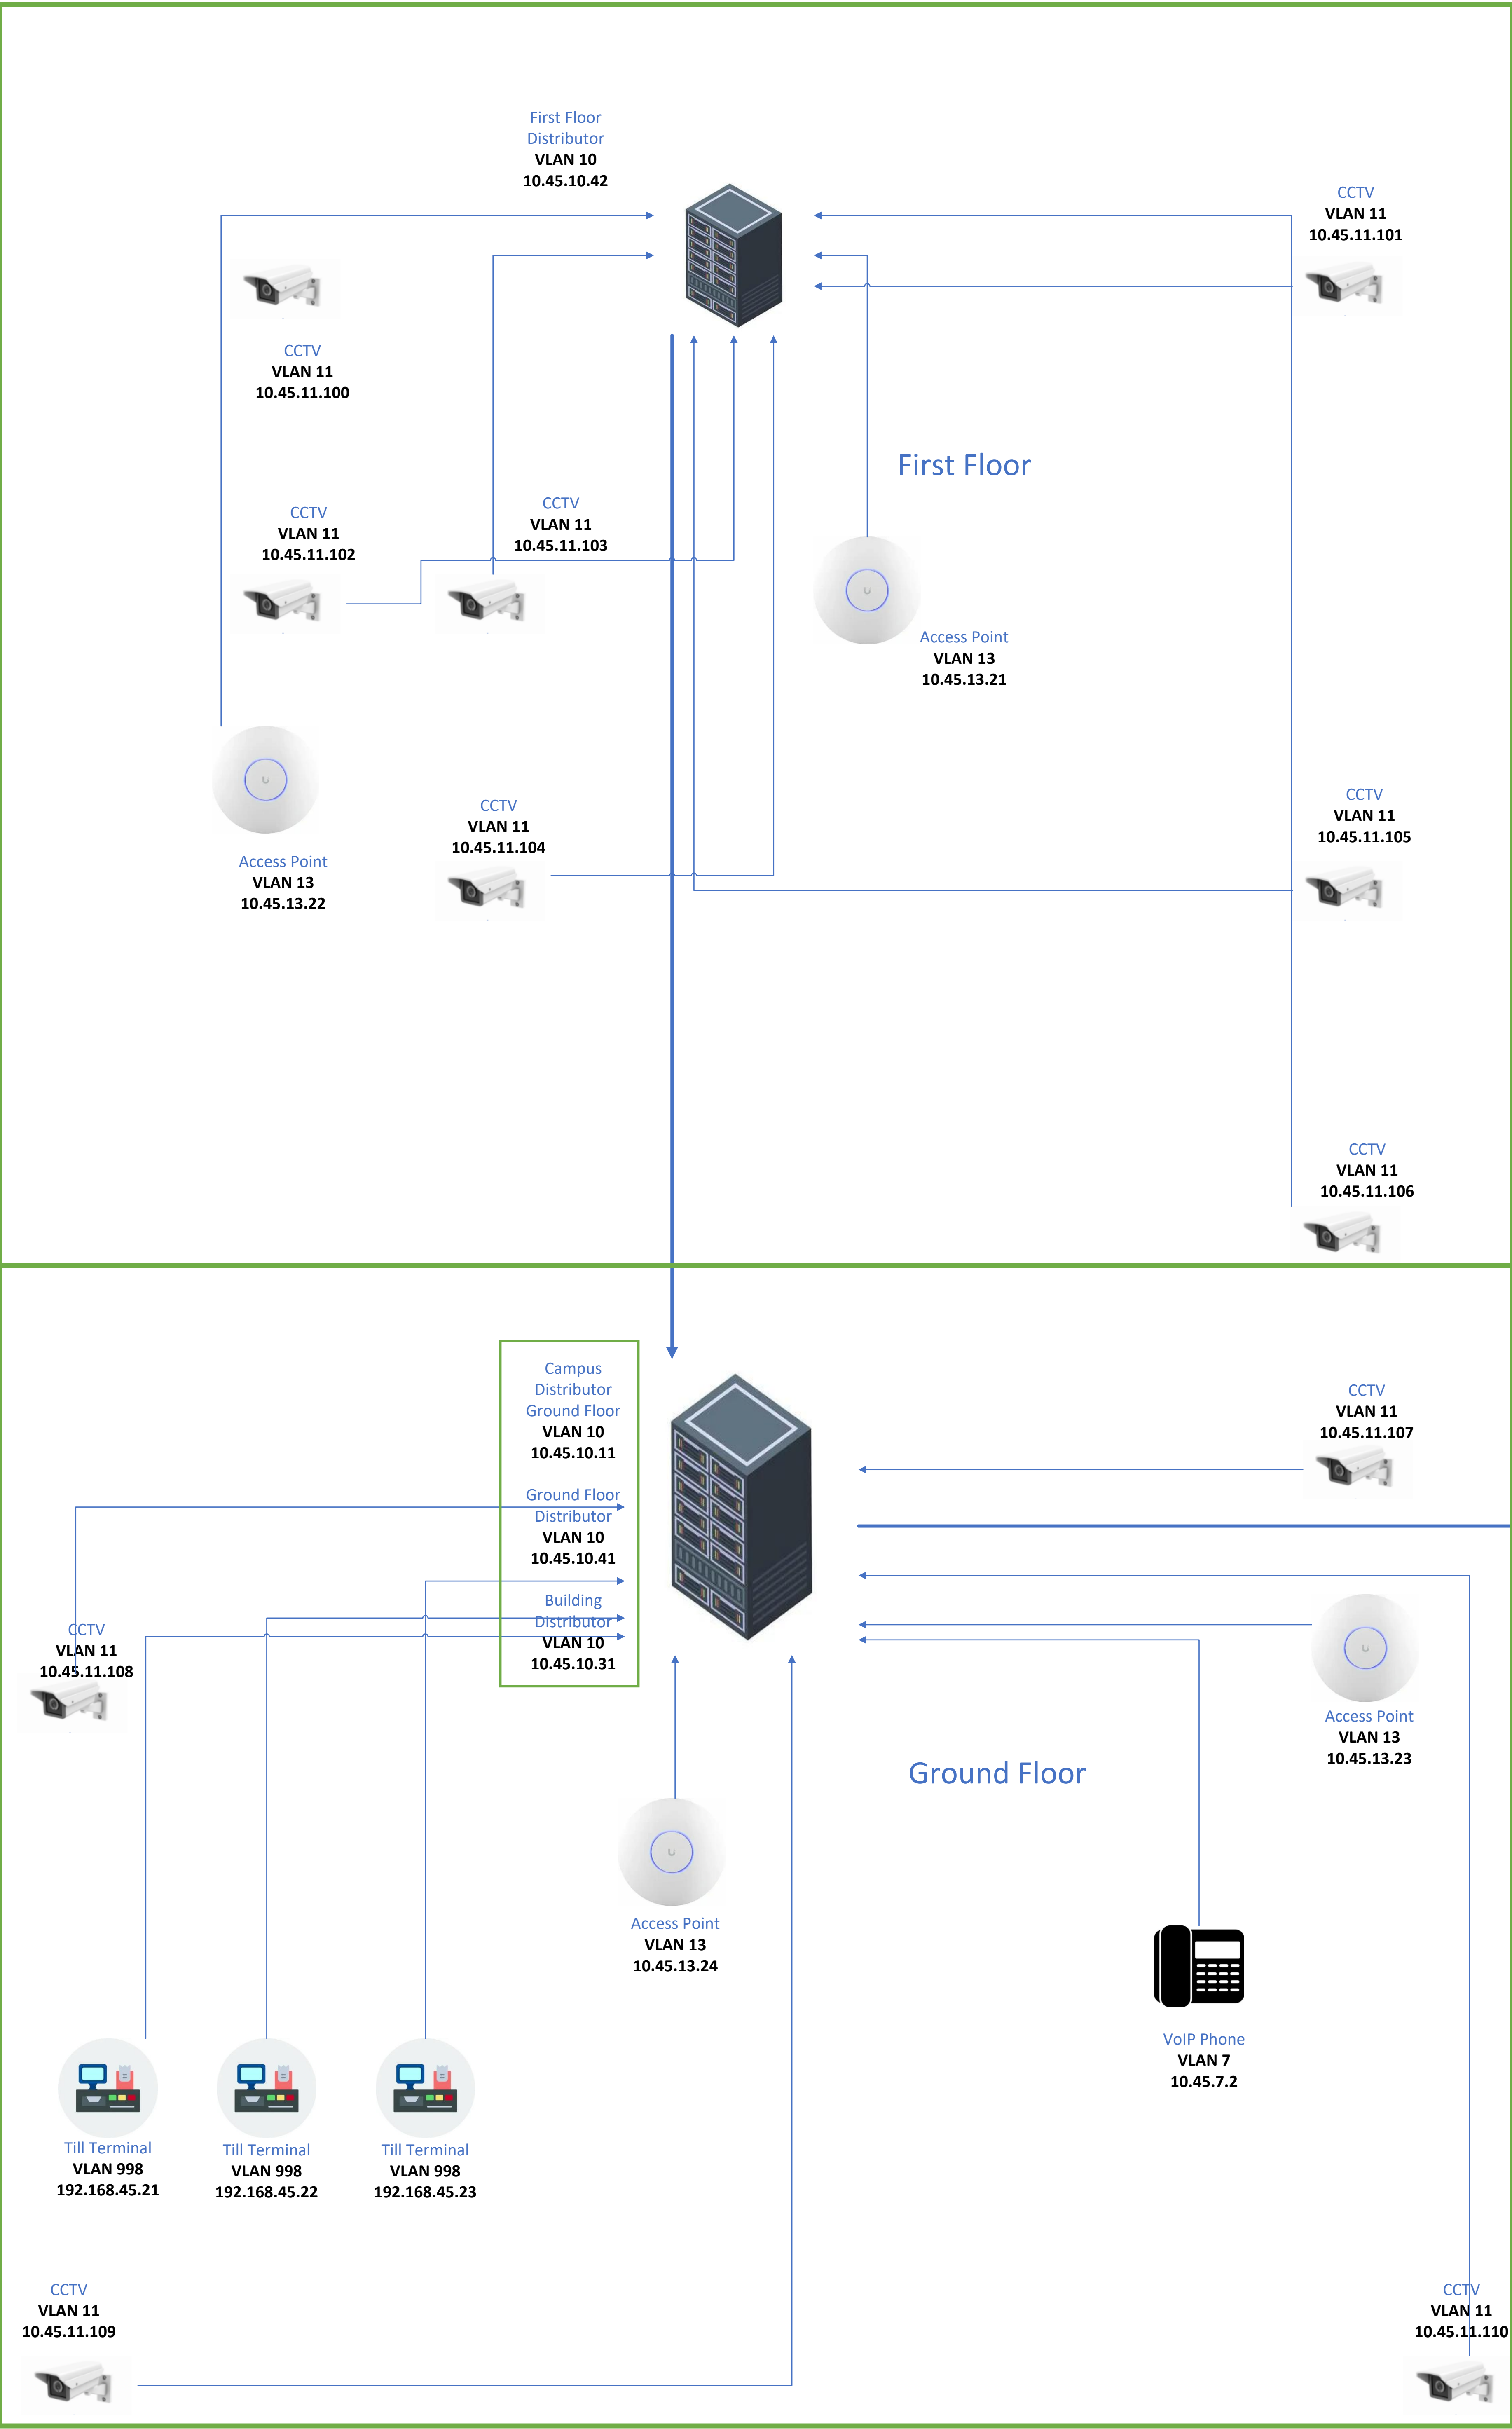 First Floor
Distributor
VLAN 10
10.45.10.42
CCTV
VLAN 11
10.45.11.101
CCTV
VLAN 11
10.45.11.100
First Floor
CCTV
VLAN 11
10.45.11.102
CCTV
VLAN 11
10.45.11.103
Access Point
VLAN 13
10.45.13.21
CCTV
VLAN 11
10.45.11.104
CCTV
VLAN 11
10.45.11.105
Access Point
VLAN 13
10.45.13.22
CCTV
VLAN 11
10.45.11.106
Campus
Distributor
Ground Floor
VLAN 10
10.45.10.11
Ground Floor
Distributor
VLAN 10
10.45.10.41
Building
Distributor
VLAN 10
10.45.10.31
CCTV
VLAN 11
10.45.11.107
CCTV
VLAN 11
10.45.11.108
Access Point
VLAN 13
10.45.13.23
Ground Floor
Access Point
VLAN 13
10.45.13.24
VoIP Phone
VLAN 7
10.45.7.2
Till Terminal
VLAN 998
192.168.45.21
Till Terminal
VLAN 998
192.168.45.22
Till Terminal
VLAN 998
192.168.45.23
CCTV
VLAN 11
10.45.11.109
CCTV
VLAN 11
10.45.11.110